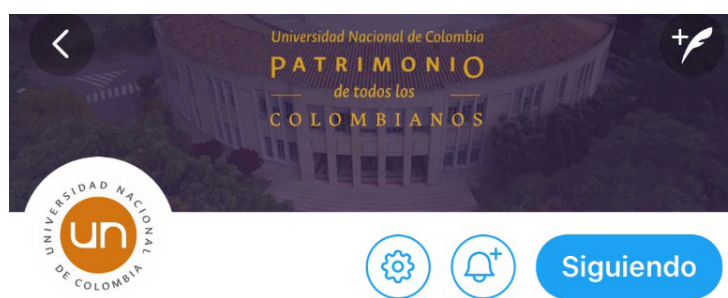 Universidad Nacional de Colombia
PATRIMONIO
de todos los
COLOMBIANOS
UNIVERSIDAD NACIONAL DE COLOMBIA
un
Siguiendo